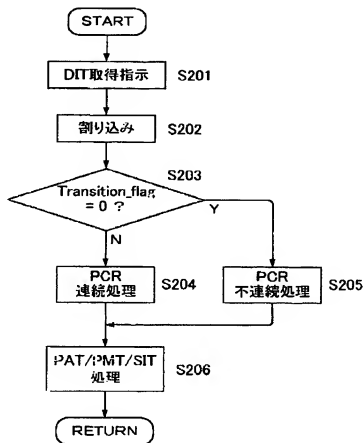 START
DIT取得指示 S201
割り込み S202
S203
Transition_flag
= 0 ?
Y
N
PCR
連続処理 S204
PCR
不連続処理 S205
PAT/PMT/SIT
処理 S206
RETURN